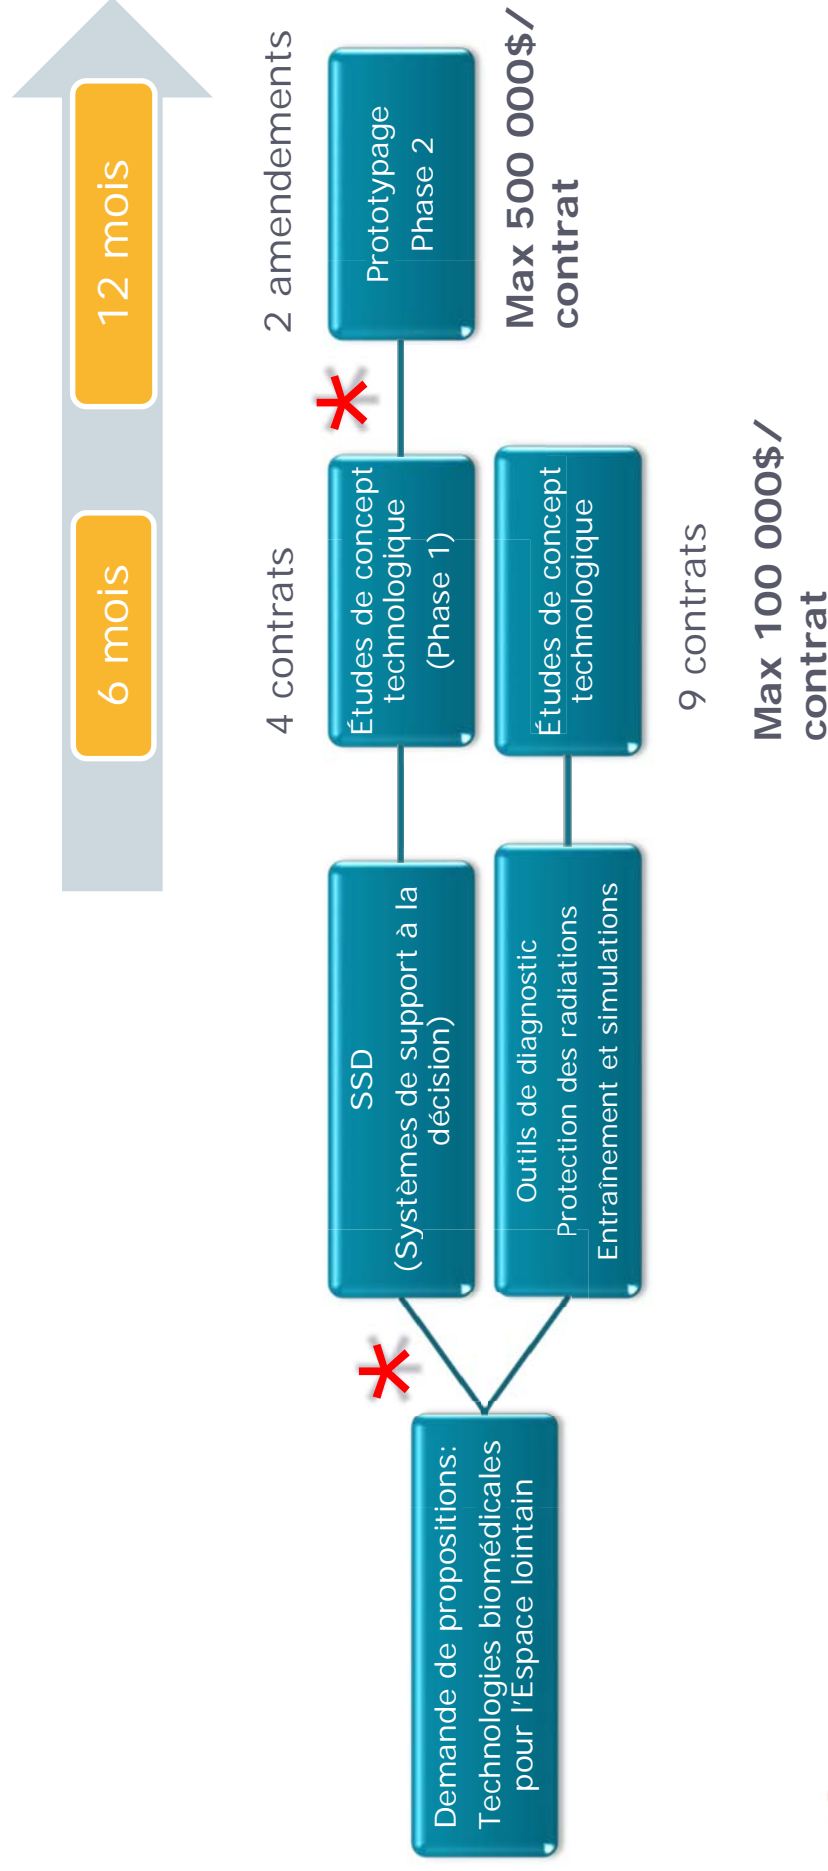 6 mois
12 mois
Demande de propositions:
Technologies biomédicales
pour l'Espace lointain
SSD
(Systèmes de support à la
décision)
4 contrats
Études de concept
technologique
(Phase 1)
2 amendements
Prototypage
Phase 2
Max 500 000$/
contrat
Outils de diagnostic
Protection des radiations
Entraînement et simulations
Études de concept
technologique
9 contrats
Max 100 000$/
contrat